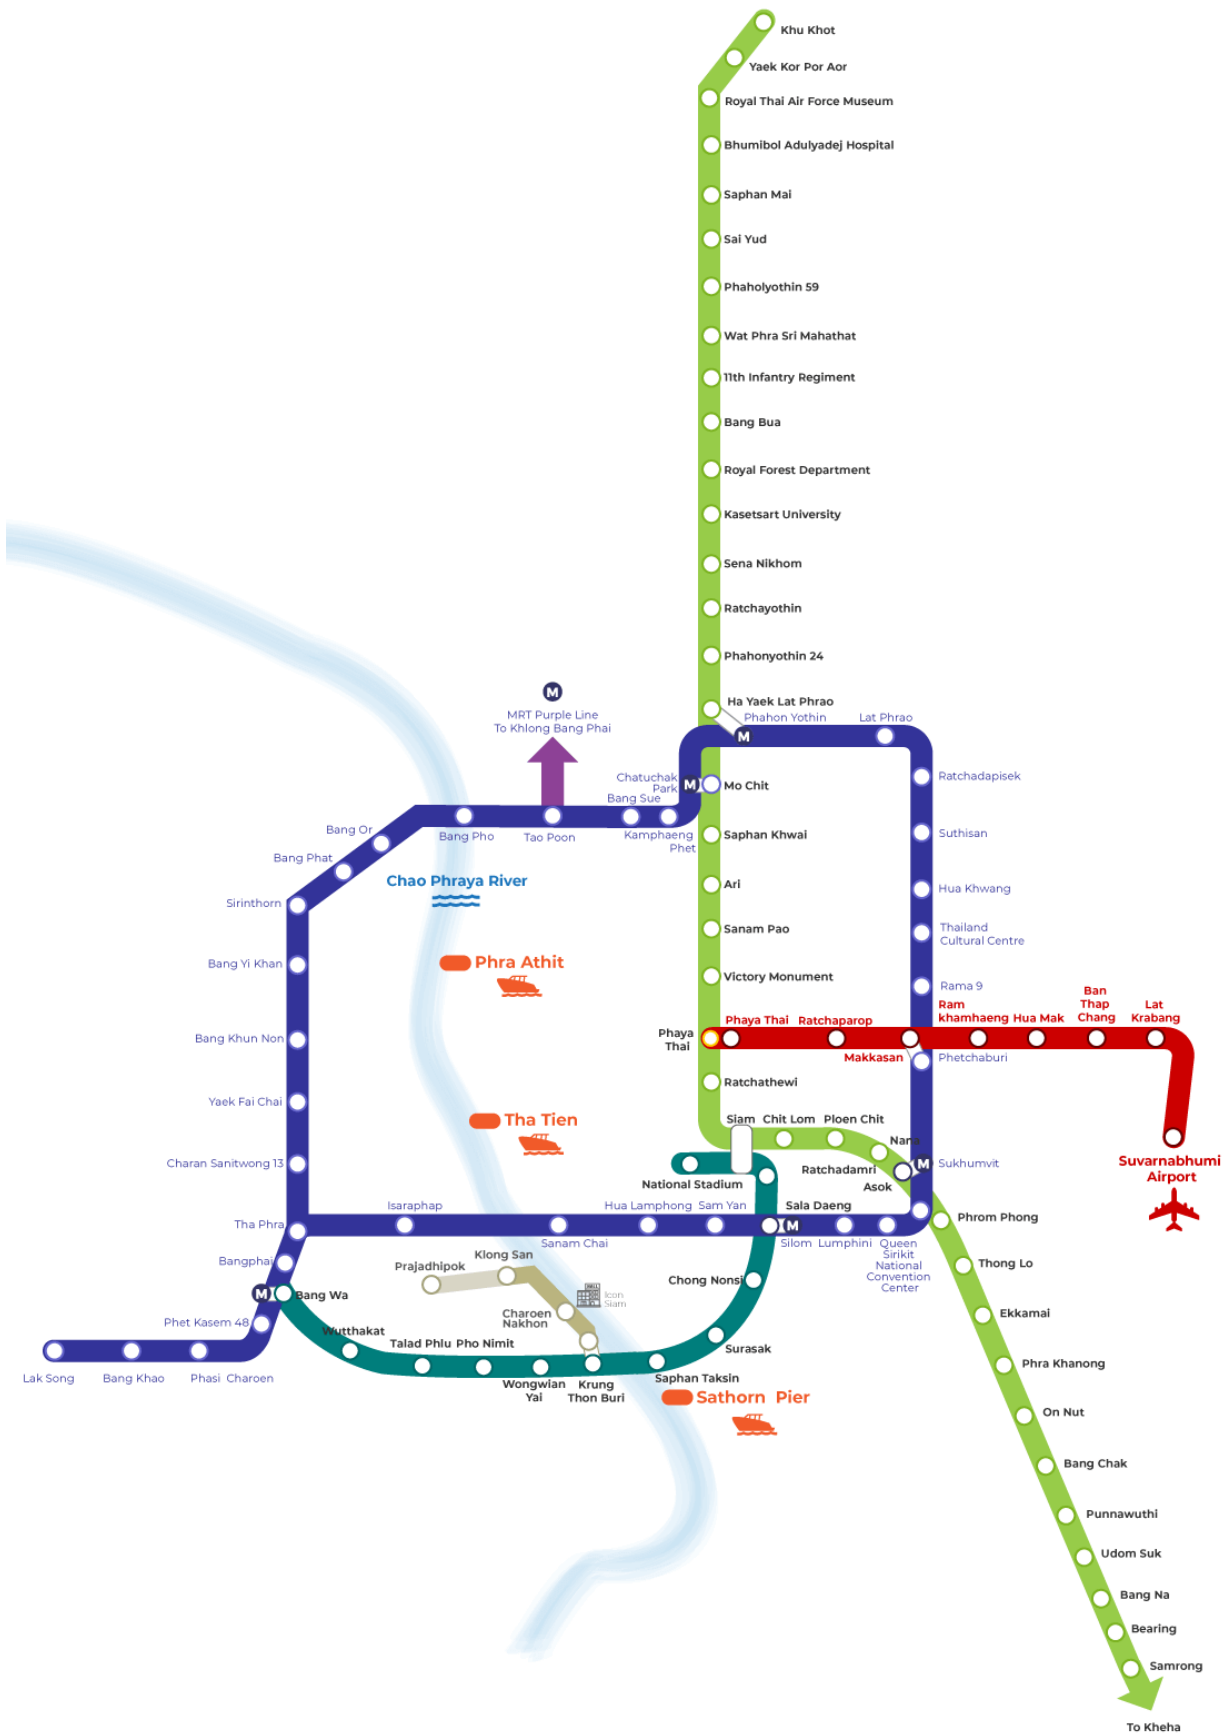 Khu Khot
Yaek Kor Por Aor
Royal Thai Air Force Museum
Bhumibol Adulyadej Hospital
Saphan Mai
Sai Yud
Phaholyothin 59
Wat Phra Sri Mahathat
11th Infantry Regiment
Bang Bua
Royal Forest Department
Kasetsart University
Sena Nikhom
Ratchayothin
Phahonyothin 24
Ha Yaek Lat Phrao
M
MRT Purple Line
To Khlong Bang Phai
Phahon Yothin
Lat Phrao
M
Chatuchak
Park
M
Mo Chit
Ratchadapisek
Bang Sue
Bang Or
Bang Pho
Tao Poon
Kamphaeng
Phet
Saphan Khwai
Suthisan
Bang Phat
Chao Phraya River
Ari
Hua Khwang
Sirinthorn
Sanam Pao
Thailand
Cultural Centre
Bang Yi Khan
Phra Athit
Victory Monument
Rama 9
Phaya
Thai
Phaya Thai
Ratchaparop
Ram
khamhaeng
Hua Mak
Ban
Thap
Chang
Lat
Krabang
Bang Khun Non
Makkasan
Phetchaburi
Ratchathewi
Yaek Fai Chai
Tha Tien
Siam
Chit Lom
Ploen Chit
Nana
Charan Sanitwong 13
National Stadium
Ratchadamri
Asok
M
Sukhumvit
Suvarnabhumi
Airport
Tha Phra
Isaraphap
Sanam Chai
Hua Lamphong
Sam Yan
Sala Daeng
M
Silom
Lumphini
Queen
Sirikit
National
Convention
Center
Phrom Phong
Bangphai
Prajadhipok
Klong San
Chong Nonsi
Thong Lo
M
Bang Wa
Icon
Siam
Charoen
Nakhon
Ekkamai
Phet Kasem 48
Wutthakat
Talad Phlu
Pho Nimit
Surasak
Phra Khanong
Lak Song
Bang Khao
Phasi Charoen
Wongwian
Yai
Krung
Thon Buri
Saphan Taksin
Sathorn Pier
On Nut
Bang Chak
Punnawuthi
Udom Suk
Bang Na
Bearing
Samrong
To Kheha